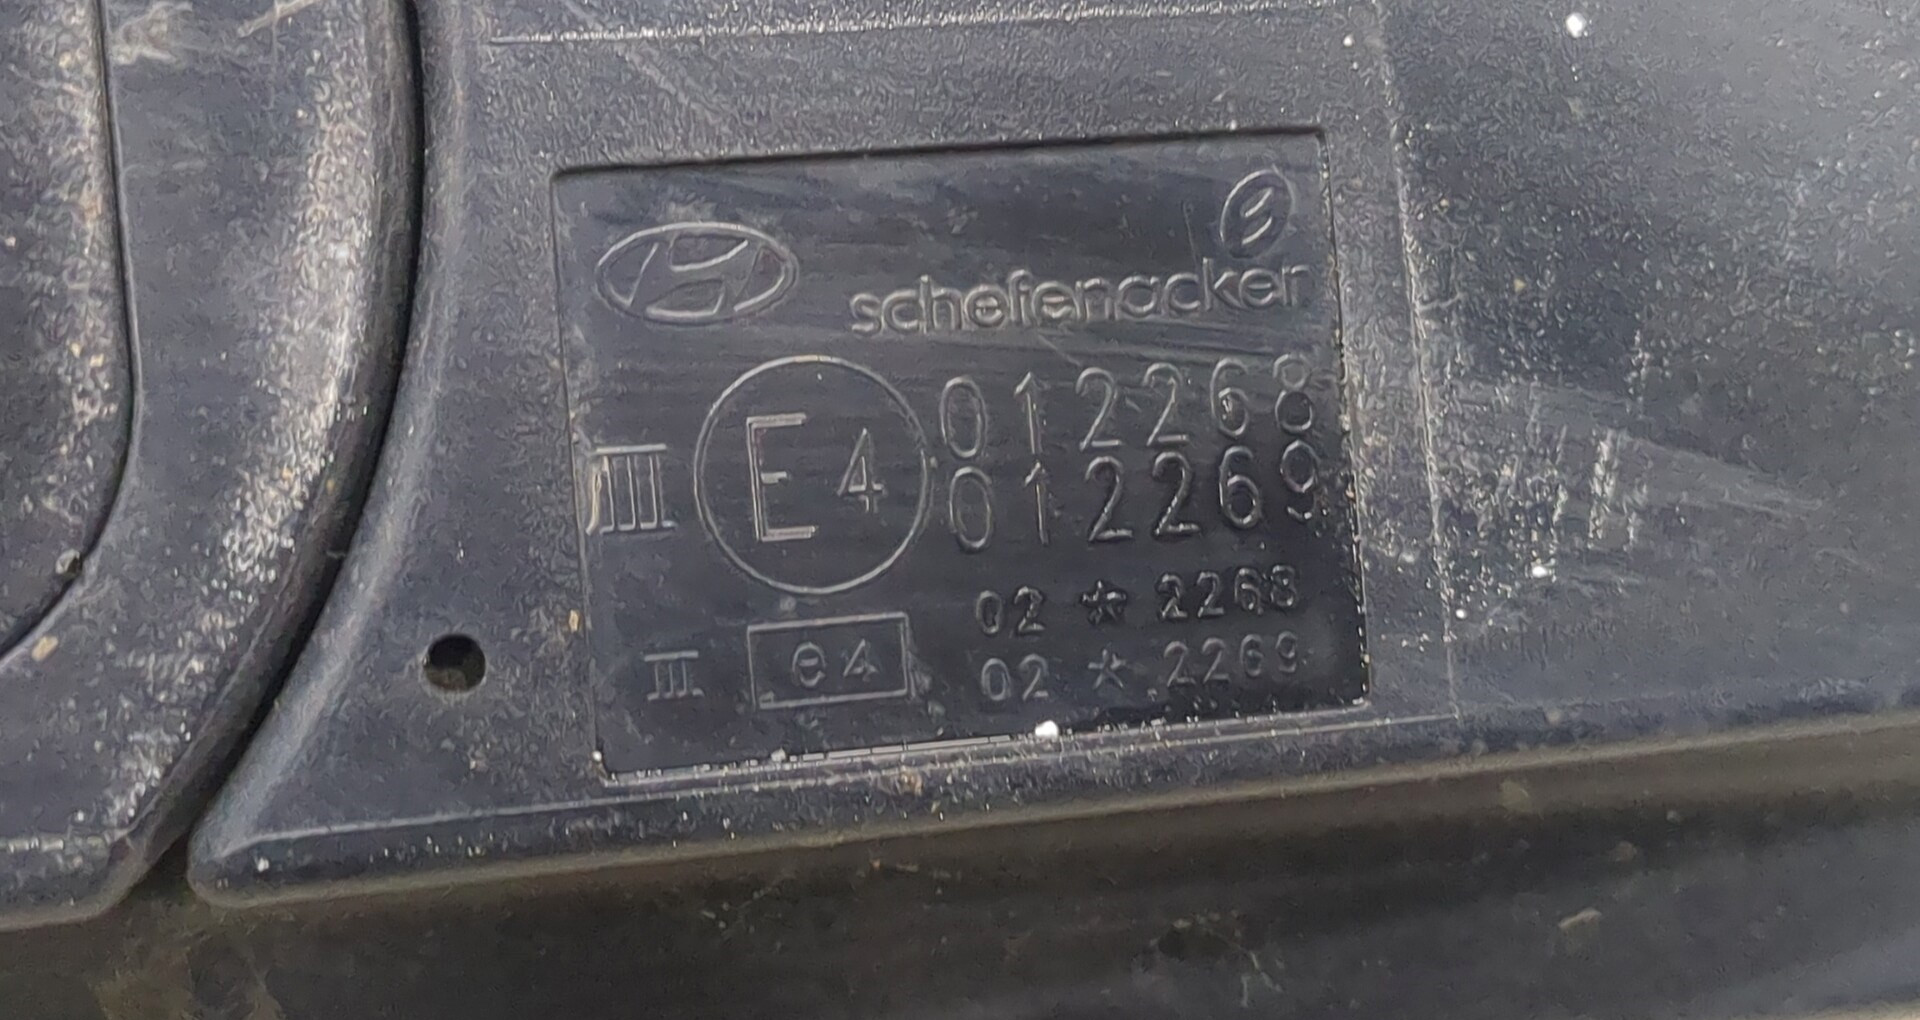 schefenacker
III E4 012268
012269
02 * 2268
III e4 02 * 2269